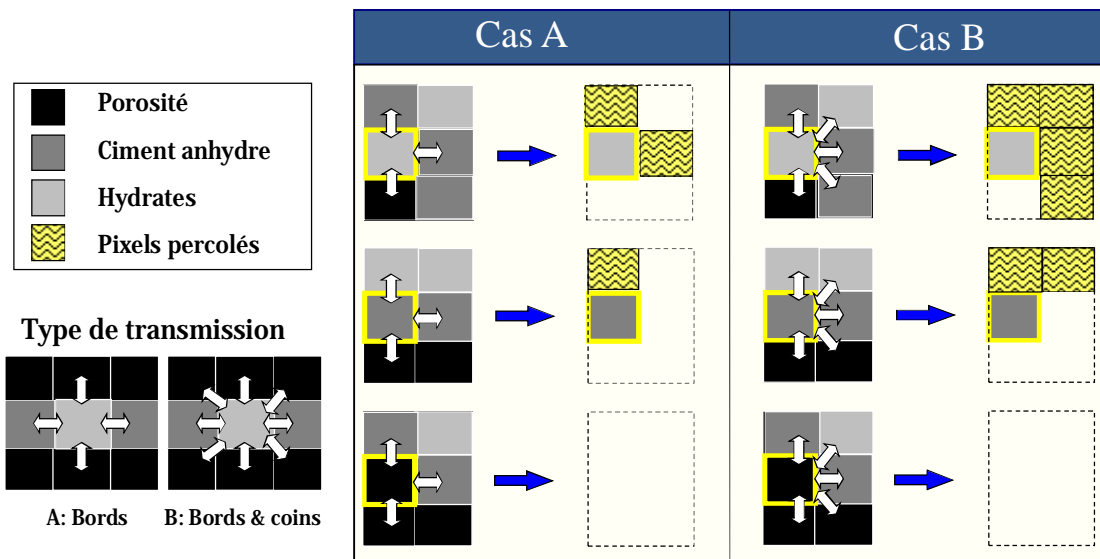 Cas A
Cas B
Porosité
Ciment anhydre
Hydrates
Pixels percolés
Type de transmission
A: Bords
B: Bords & coins